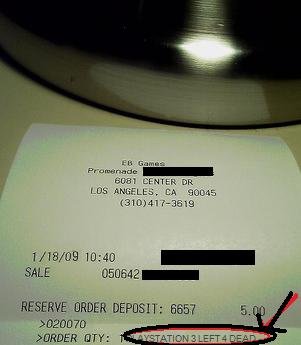 EB Games
Promenade
6081 CENTER DR
LOS ANGELES, CA 90045
(310)417-3619
1/18/09 10:40
SALE 050642
RESERVE ORDER DEPOSIT: 6657 5.00
>020070
>ORDER QTY: 1 PLAYSTATION 3 LEFT 4 DEAD